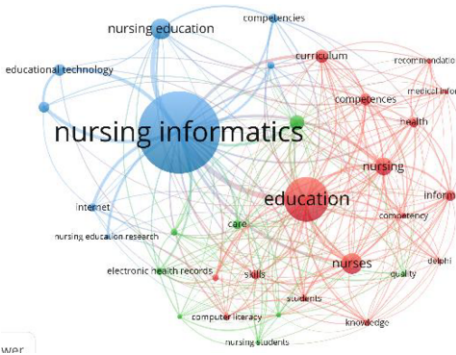 competencies
nursing education
curriculum
recommendation
educational technology
medical infor
competences
health
nursing informatics
nursing
education
inform
internet
competency
care
nursing education research
nurses
delphi
electronic health records
skills
quality
students
computer literacy
knowledge
nursing students
wer